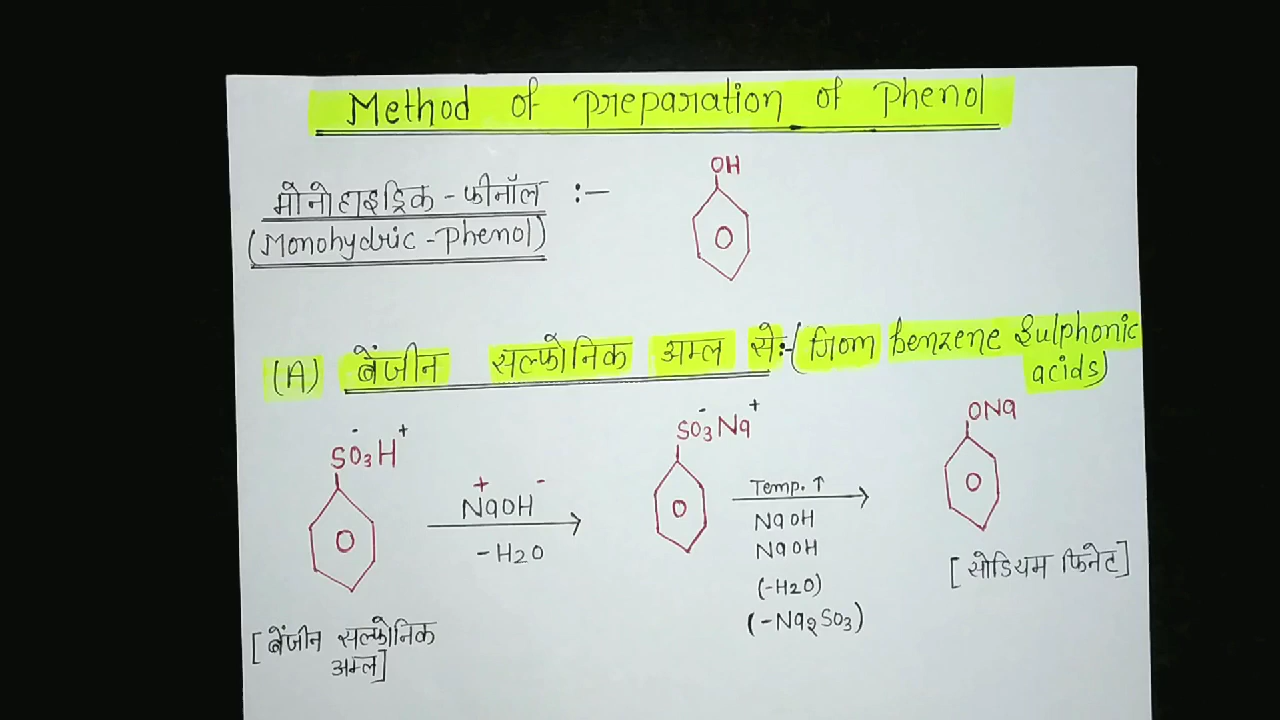 Method of preparation of Phenol
OH
मोनोहाइड्रिक - फीनॉल :-
(Monohydric - Phenol)
(A) बेंजीन सल्फोनिक अम्ल से:- (from benzene Sulphonic
acids)
- +
SO3H
- +
SO3Na
ONa
+ -
NaOH
-H2O
Temp. ↑
NaOH
NaOH
(-H2O)
(-Na2SO3)
[सोडियम फिनेट]
[बेंजीन सल्फोनिक
अम्ल]